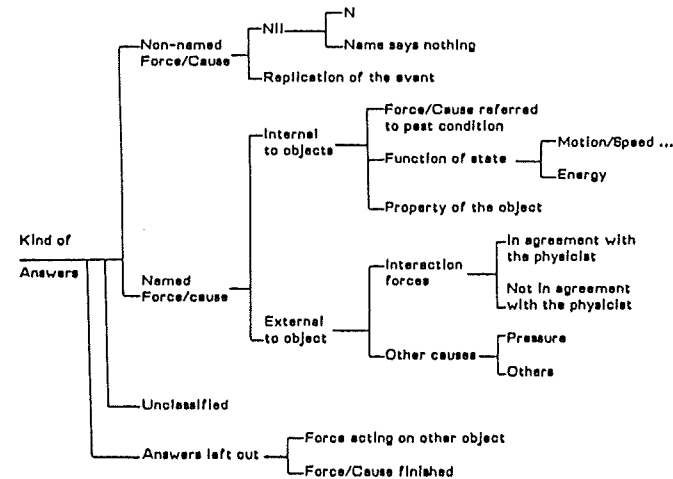 N
Nll
Non-named
Force/Cause
Name says nothing
Replication of the event
Force/Cause referred
to past condition
Internal
to objects
Motion/Speed ...
Function of state
Energy
Property of the object
Kind of
Answers
In agreement with
the physicist
Interaction
forces
Named
Force/cause
Not in agreement
with the physicist
External
to object
Pressure
Other causes
Others
Unclassified
Force acting on other object
Answers left out
Force/Cause finished